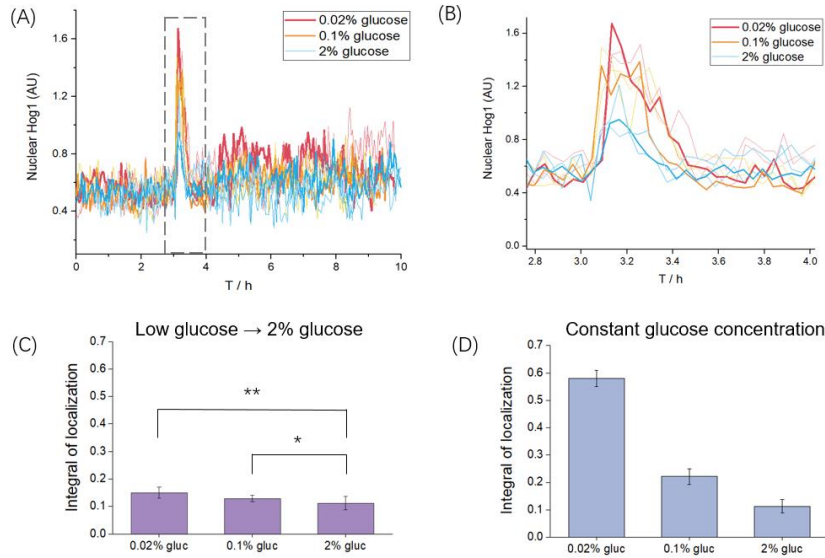 (A)
0.02% glucose
0.1% glucose
2% glucose
Nuclear Hog1 (AU)
1.6
1.2
0.8
0.4
0 2 4 6 8 10
T / h
(B)
0.02% glucose
0.1% glucose
2% glucose
Nuclear Hog1 (AU)
1.6
1.2
0.8
0.4
0.0
2.8 3.0 3.2 3.4 3.6 3.8 4.0
T / h
(C)
Low glucose → 2% glucose
Integral of localization
0.7
0.6
0.5
0.4
0.3
0.2
0.1
0.0
**
*
0.02% gluc 0.1% gluc 2% gluc
(D)
Constant glucose concentration
Integral of localization
0.7
0.6
0.5
0.4
0.3
0.2
0.1
0.0
0.02% gluc 0.1% gluc 2% gluc